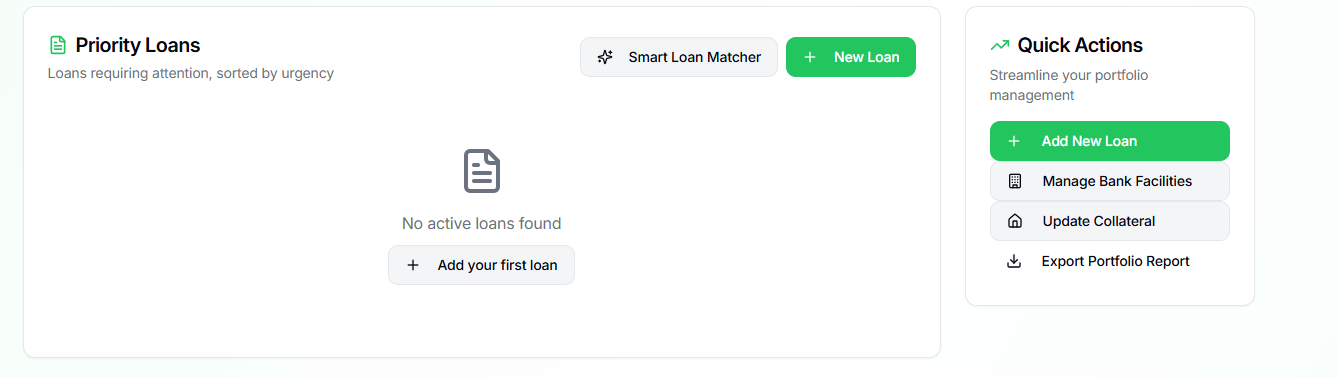 Priority Loans
Loans requiring attention, sorted by urgency
Smart Loan Matcher
New Loan
No active loans found
Add your first loan
Quick Actions
Streamline your portfolio
management
Add New Loan
Manage Bank Facilities
Update Collateral
Export Portfolio Report